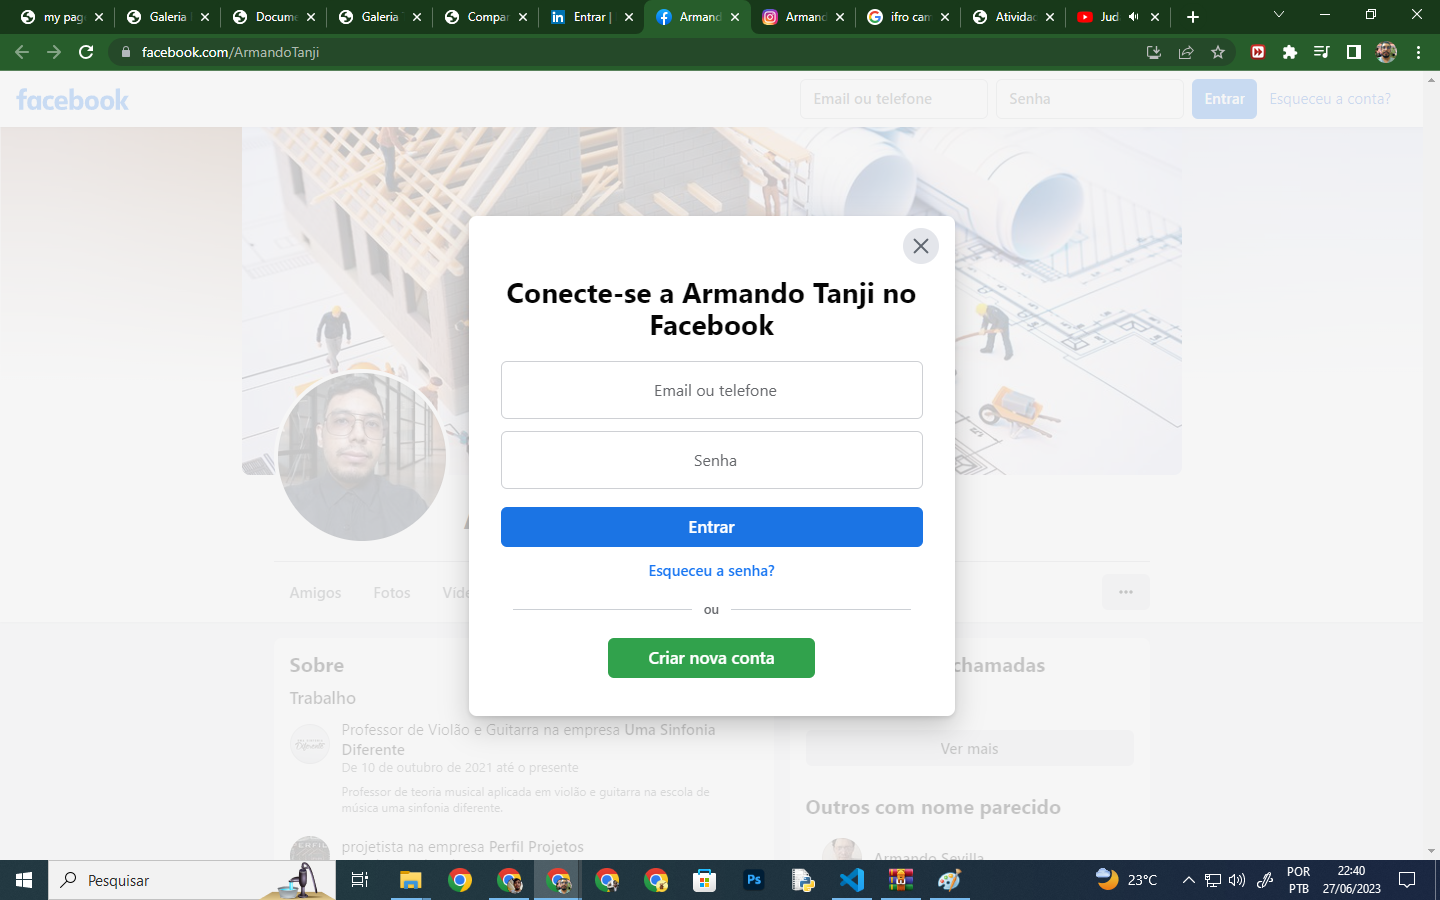 my page
Galeria
Docume
Galeria
Compar
Entrar |
Armand
Armand
ifro cam
Atividad
Jud
facebook.com/ArmandoTanji
facebook
Email ou telefone
Senha
Entrar
Esqueceu a conta?
Conecte-se a Armando Tanji no
Facebook
Email ou telefone
Senha
Entrar
Esqueceu a senha?
ou
Criar nova conta
Amigos
Fotos
Víde
Sobre
Trabalho
Professor de Violão e Guitarra na empresa Uma Sinfonia
Diferente
De 10 de outubro de 2021 até o presente
Professor de teoria musical aplicada em violão e guitarra na escola de
música uma sinfonia diferente.
projetista na empresa Perfil Projetos
chamadas
Ver mais
Outros com nome parecido
Armando Sevilla
Pesquisar
Ps
23°C
POR
PTB
22:40
27/06/2023